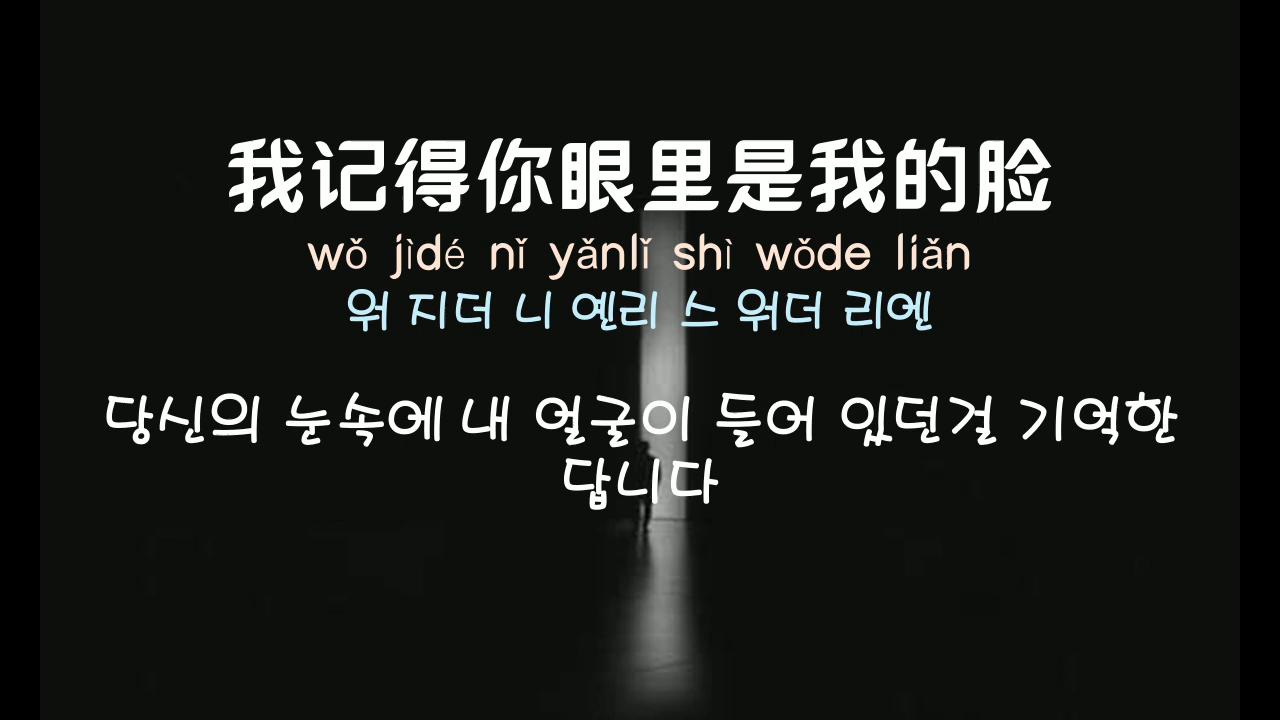 我记得你眼里是我的脸
wǒ jìdé nǐ yǎnlǐ shì wǒde liǎn
워 지더 니 옌리 스 워더 리엔
당신의 눈속에 내 얼굴이 들어 있던걸 기억한
답니다